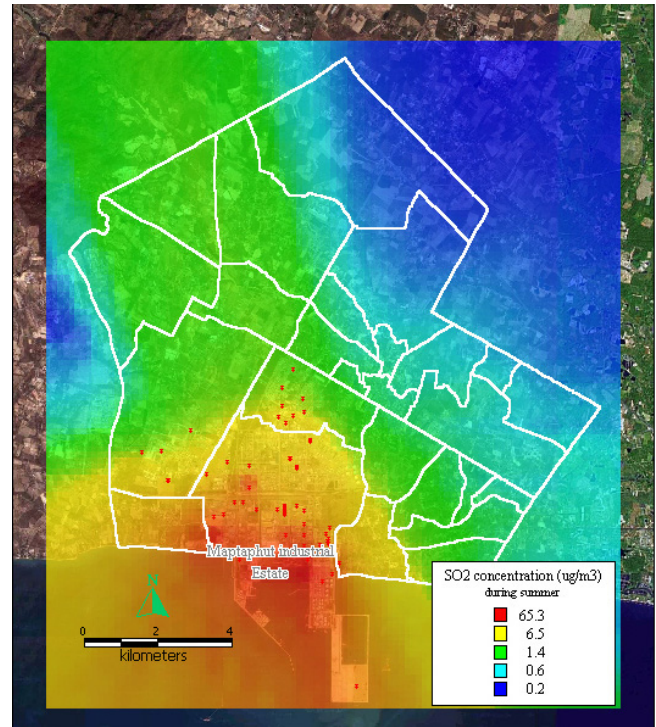 Maptaphut industrial
Estate
N
0 2 4
kilometers
SO2 concentration (ug/m3)
during summer
65.3
6.5
1.4
0.6
0.2